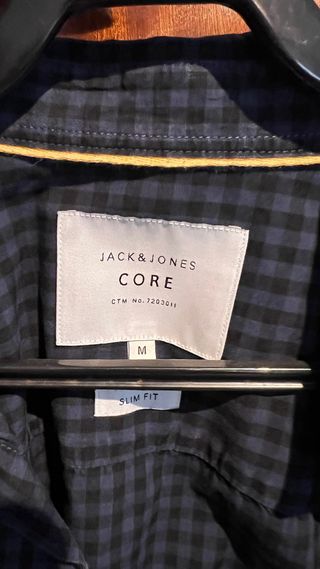 JACK&JONES
CORE
CTM No. 7203011
M
SLIM FIT